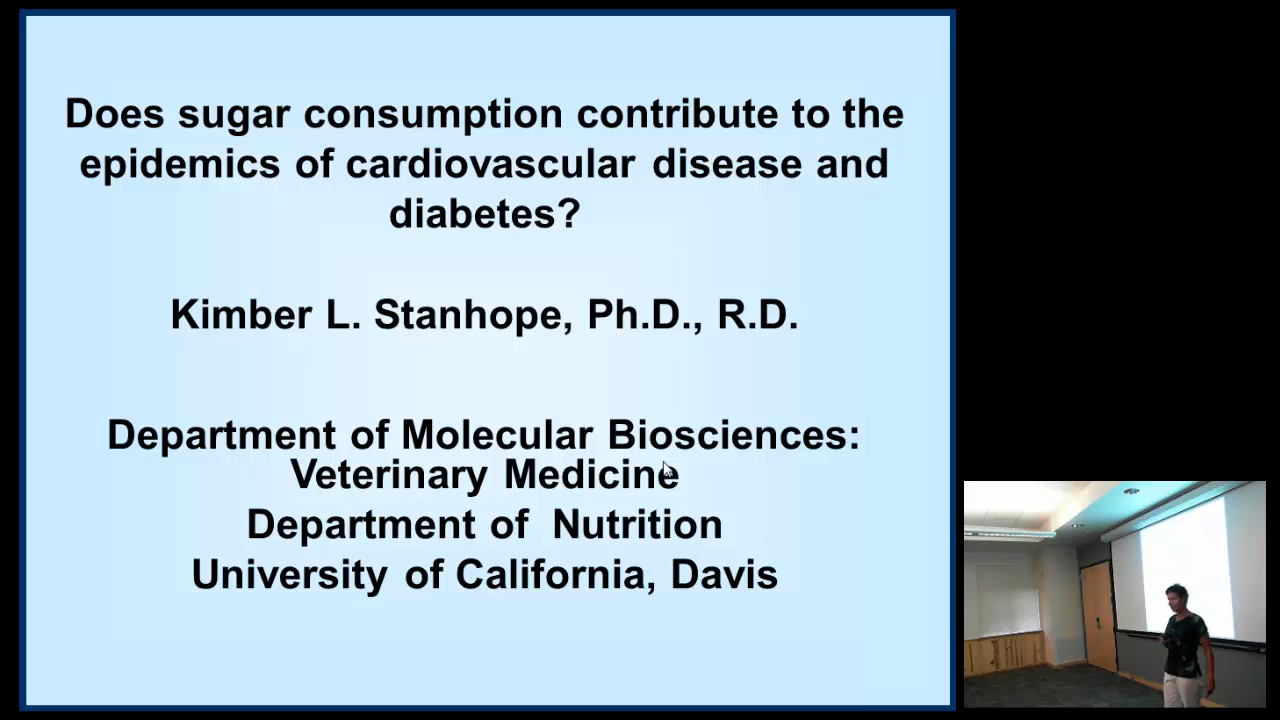 Does sugar consumption contribute to the
epidemics of cardiovascular disease and
diabetes?
Kimber L. Stanhope, Ph.D., R.D.
Department of Molecular Biosciences:
Veterinary Medicine
Department of Nutrition
University of California, Davis